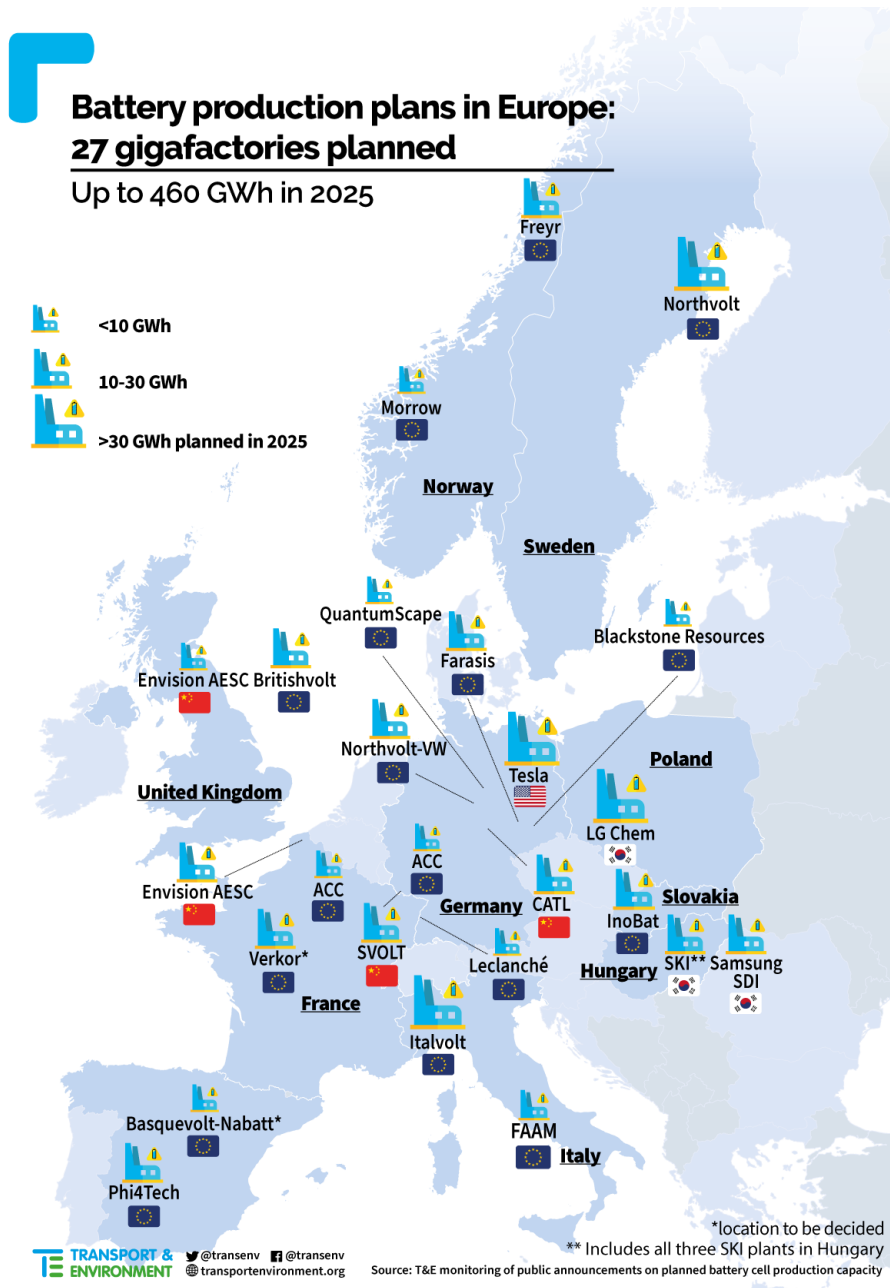 Battery production plans in Europe:
27 gigafactories planned
Up to 460 GWh in 2025
Freyr
Northvolt
<10 GWh
10-30 GWh
>30 GWh planned in 2025
Morrow
Norway
Sweden
QuantumScape
Farasis
Blackstone Resources
Envision AESC
Britishvolt
Northvolt-VW
Tesla
Poland
United Kingdom
LG Chem
ACC
Envision AESC
ACC
Germany
CATL
Slovakia
InoBat
Verkor*
SVOLT
Leclanché
Hungary
SKI**
Samsung
SDI
France
Italvolt
Basquevolt-Nabatt*
FAAM
Italy
Phi4Tech
*location to be decided
** Includes all three SKI plants in Hungary
TE TRANSPORT &
ENVIRONMENT
@transenv @transenv
transportenvironment.org
Source: T&E monitoring of public announcements on planned battery cell production capacity